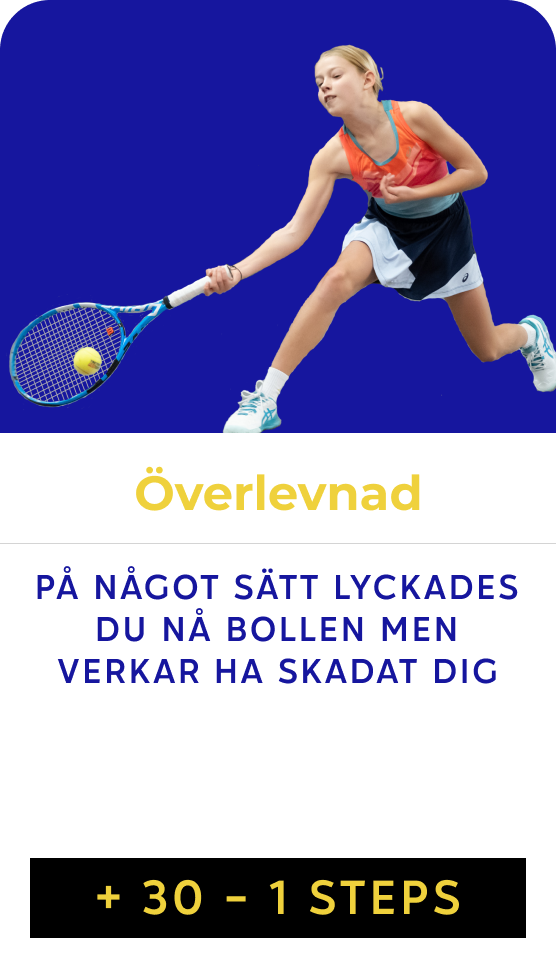 Överlevnad
PÅ NÅGOT SÄTT LYCKADES
DU NÅ BOLLEN MEN
VERKAR HA SKADAT DIG
+ 30 - 1 STEPS